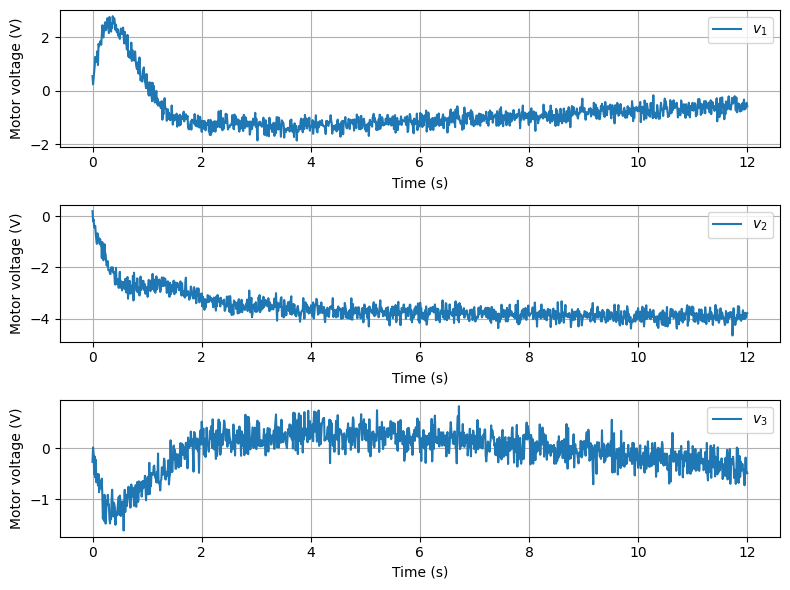 Motor voltage (V)
2
0
−2
v₁
0 2 4 6 8 10 12
Time (s)
Motor voltage (V)
0
−2
−4
v₂
0 2 4 6 8 10 12
Time (s)
Motor voltage (V)
0
−1
v₃
0 2 4 6 8 10 12
Time (s)